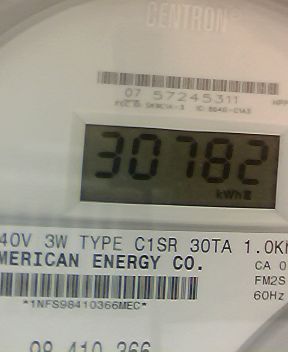 CENTRON®
07 57245311
30782
kWh
40V 3W TYPE C1SR 30TA 1.0K
MERICAN ENERGY CO.
CA 0
FM2S
60Hz
*1NFS98410366MEC*
98 410 366